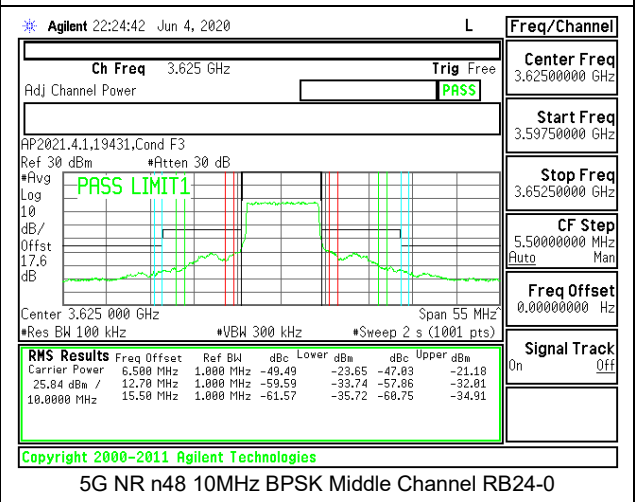 Agilent 22:24:42 Jun 4, 2020 L
Freq/Channel
Ch Freq 3.625 GHz Trig Free
Adj Channel Power PASS
AP2021.4.1,19431,Cond F3
Ref 30 dBm #Atten 30 dB
#Avg
Log
10
dB/
Offst
17.6
dB
PASS LIMIT1
Center 3.625 000 GHz Span 55 MHz^
#Res BW 100 kHz #VBW 300 kHz #Sweep 2 s (1001 pts)
RMS Results Freq Offset Ref BW dBc Lower dBm dBc Upper dBm
Carrier Power 6.500 MHz 1.000 MHz -49.49 -23.65 -47.03 -21.18
25.84 dBm / 12.70 MHz 1.000 MHz -59.59 -33.74 -57.86 -32.01
10.0000 MHz 15.50 MHz 1.000 MHz -61.57 -35.72 -60.75 -34.91
Center Freq
3.62500000 GHz
Start Freq
3.59750000 GHz
Stop Freq
3.65250000 GHz
CF Step
5.50000000 MHz
Auto Man
Freq Offset
0.00000000 Hz
Signal Track
On Off
Copyright 2000-2011 Agilent Technologies
5G NR n48 10MHz BPSK Middle Channel RB24-0